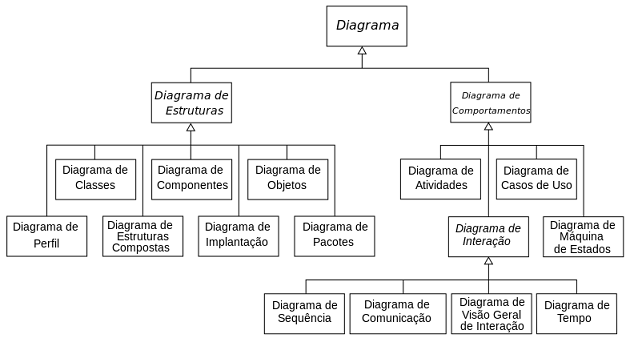 Diagrama
Diagrama de
Estruturas
Diagrama de
Comportamentos
Diagrama de
Classes
Diagrama de
Componentes
Diagrama de
Objetos
Diagrama de
Atividades
Diagrama de
Casos de Uso
Diagrama de
Perfil
Diagrama de
Estruturas
Compostas
Diagrama de
Implantação
Diagrama de
Pacotes
Diagrama de
Interação
Diagrama de
Máquina
de Estados
Diagrama de
Sequência
Diagrama de
Comunicação
Diagrama de
Visão Geral
de Interação
Diagrama de
Tempo